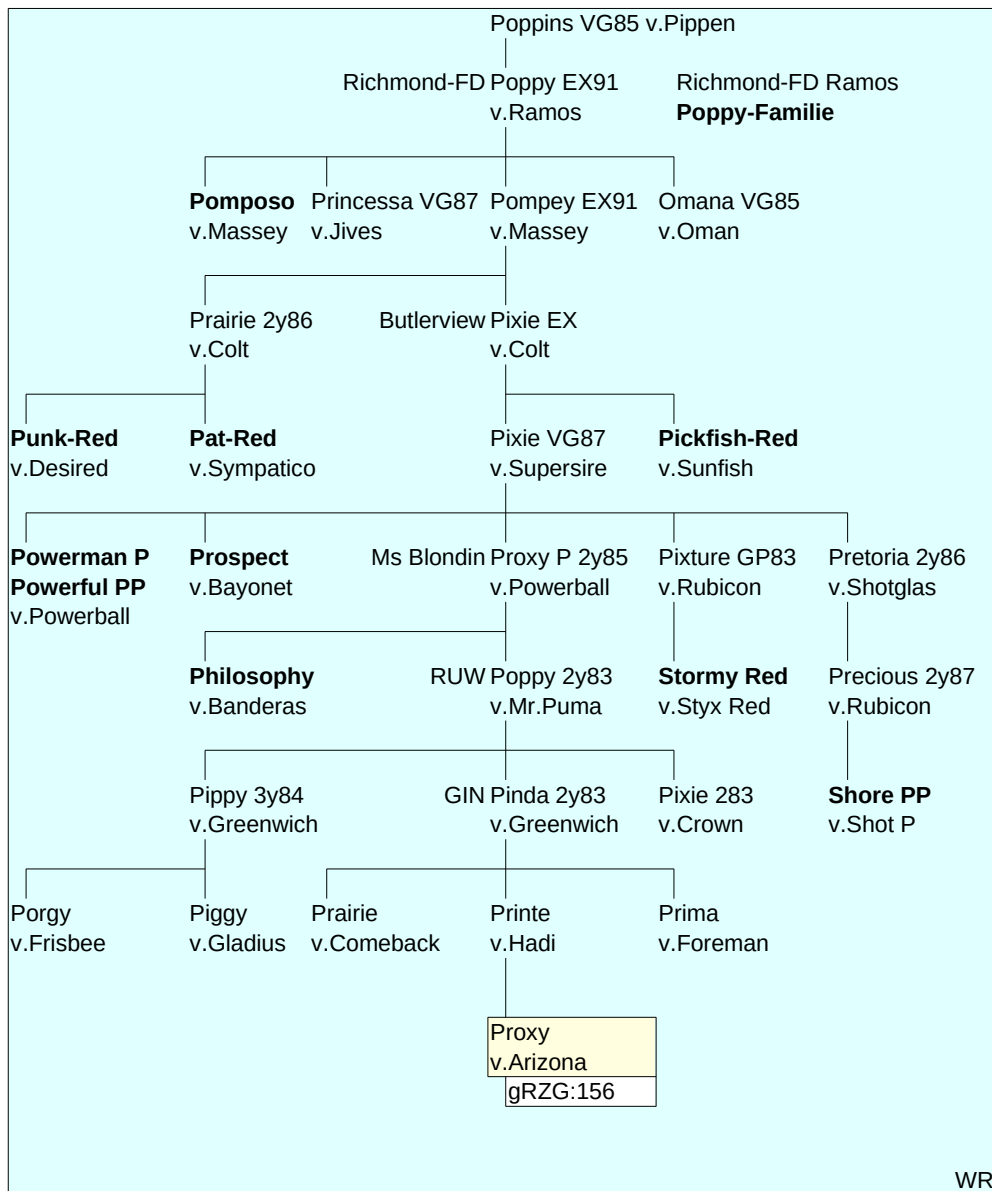 Poppins VG85 v.Pippen
Richmond-FD Poppy EX91 Richmond-FD Ramos
v.Ramos Poppy-Familie
Pomposo Princessa VG87 Pompey EX91 Omana VG85
v.Massey v.Jives v.Massey v.Oman
Prairie 2y86 Butlerview Pixie EX
v.Colt v.Colt
Punk-Red Pat-Red Pixie VG87 Pickfish-Red
v.Desired v.Sympatico v.Supersire v.Sunfish
Powerman P Prospect Ms Blondin Proxy P 2y85 Pixture GP83 Pretoria 2y86
Powerful PP v.Bayonet v.Powerball v.Rubicon v.Shotglas
v.Powerball
Philosophy RUW Poppy 2y83 Stormy Red Precious 2y87
v.Banderas v.Mr.Puma v.Styx Red v.Rubicon
Pippy 3y84 GIN Pinda 2y83 Pixie 283 Shore PP
v.Greenwich v.Greenwich v.Crown v.Shot P
Porgy Piggy Prairie Printe Prima
v.Frisbee v.Gladius v.Comeback v.Hadi v.Foreman
Proxy
v.Arizona
gRZG:156
WR